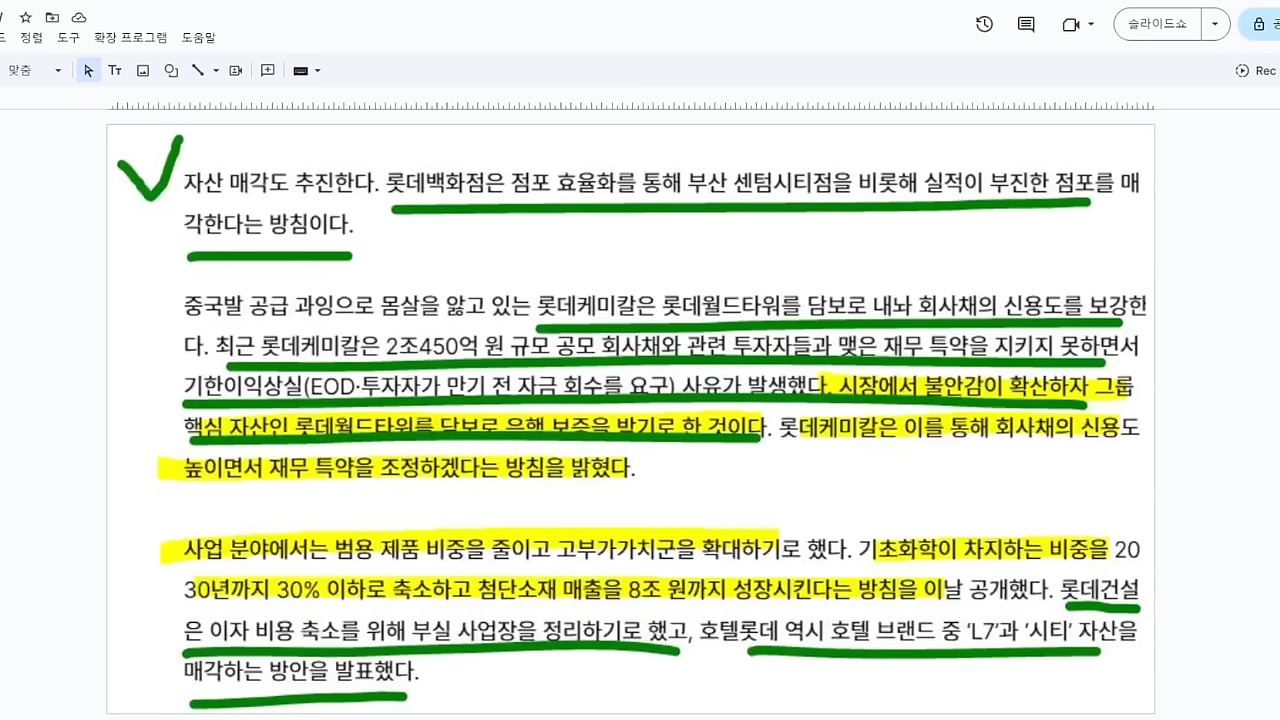 정렬 도구 확장 프로그램 도움말
슬라이드쇼
맞춤
Rec
자산 매각도 추진한다. 롯데백화점은 점포 효율화를 통해 부산 센텀시티점을 비롯해 실적이 부진한 점포를 매
각한다는 방침이다.
중국발 공급 과잉으로 몸살을 앓고 있는 롯데케미칼은 롯데월드타워를 담보로 내놔 회사채의 신용도를 보강한
다. 최근 롯데케미칼은 2조450억 원 규모 공모 회사채와 관련 투자자들과 맺은 재무 특약을 지키지 못하면서
기한이익상실(EOD·투자자가 만기 전 자금 회수를 요구) 사유가 발생했다. 시장에서 불안감이 확산하자 그룹
핵심 자산인 롯데월드타워를 담보로 은행 보증을 받기로 한 것이다. 롯데케미칼은 이를 통해 회사채의 신용도
높이면서 재무 특약을 조정하겠다는 방침을 밝혔다.
사업 분야에서는 범용 제품 비중을 줄이고 고부가가치군을 확대하기로 했다. 기초화학이 차지하는 비중을 20
30년까지 30% 이하로 축소하고 첨단소재 매출을 8조 원까지 성장시킨다는 방침을 이날 공개했다. 롯데건설
은 이자 비용 축소를 위해 부실 사업장을 정리하기로 했고, 호텔롯데 역시 호텔 브랜드 중 ‘L7’과 ‘시티’ 자산을
매각하는 방안을 발표했다.